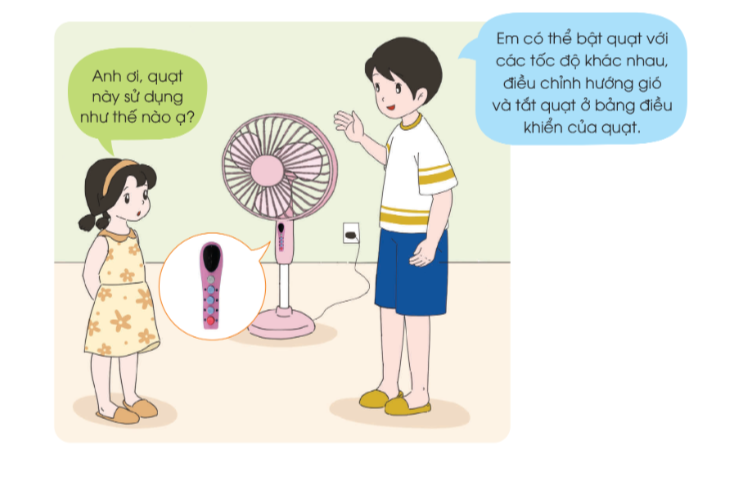 Anh ơi, quạt
này sử dụng
như thế nào ạ?
Em có thể bật quạt với
các tốc độ khác nhau,
điều chỉnh hướng gió
và tắt quạt ở bảng điều
khiển của quạt.